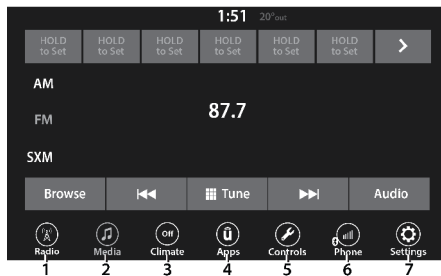 1:51 20°out
HOLD to Set HOLD to Set HOLD to Set HOLD to Set HOLD to Set HOLD to Set
AM
FM
87.7
SXM
Browse Tune Audio
Off û
Radio Media Climate Apps Controls Phone Settings
1 2 3 4 5 6 7